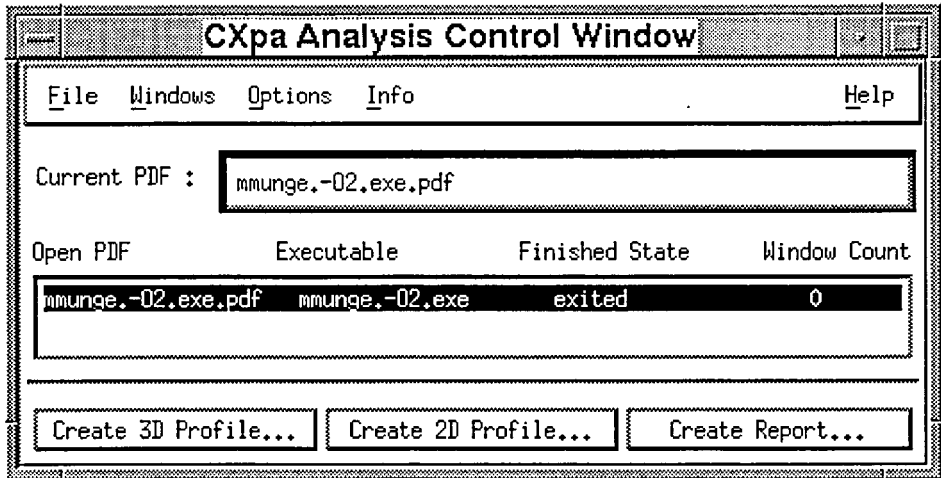 CXpa Analysis Control Window
File Windows Options Info Help
Current PDF : mmunge.-O2.exe.pdf
Open PDF Executable Finished State Window Count
mmunge.-O2.exe.pdf mmunge.-O2.exe exited 0
Create 3D Profile... Create 2D Profile... Create Report...